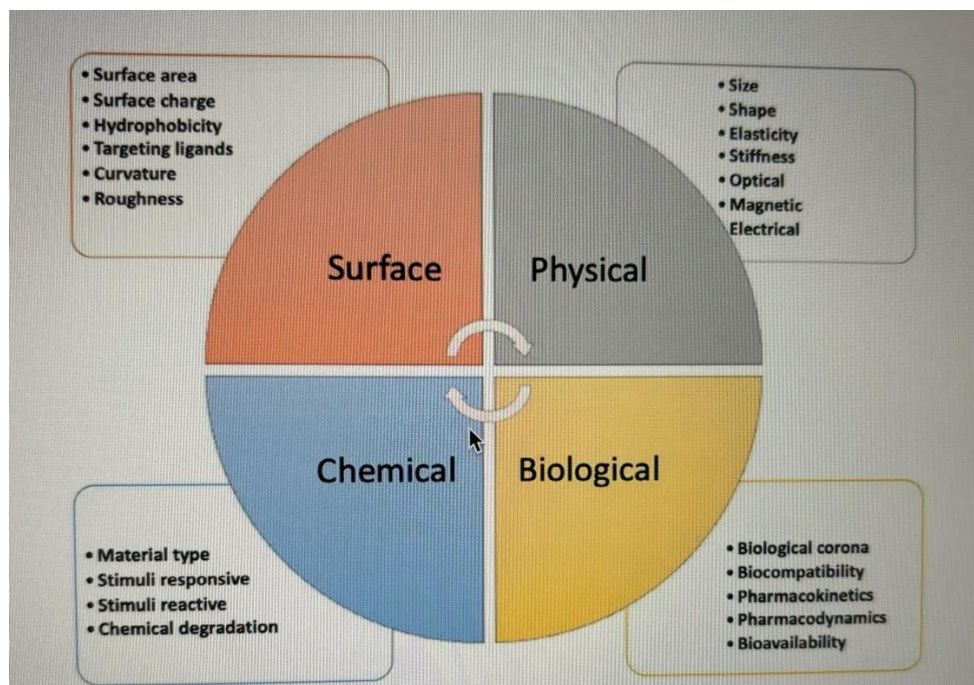 • Surface area
• Surface charge
• Hydrophobicity
• Targeting ligands
• Curvature
• Roughness
• Size
• Shape
• Elasticity
• Stiffness
• Optical
• Magnetic
Electrical
Surface
Physical
Chemical
Biological
• Material type
• Stimuli responsive
• Stimuli reactive
• Chemical degradation
• Biological corona
• Biocompatibility
• Pharmacokinetics
• Pharmacodynamics
• Bioavailability